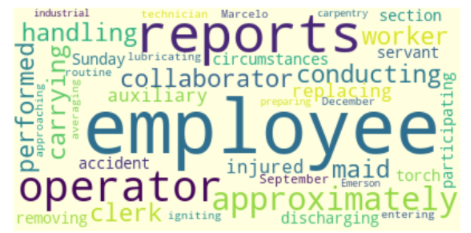 industrial technician Marcelo carpentry
handling reports section
worker
Sunday lubricating circumstances servant
routine collaborator conducting
performed approaching averaging carrying auxiliary replacing participating
preparing December
employee
accident injured maid
operator September Emerson torch
approximately
removing clerk igniting discharging entering